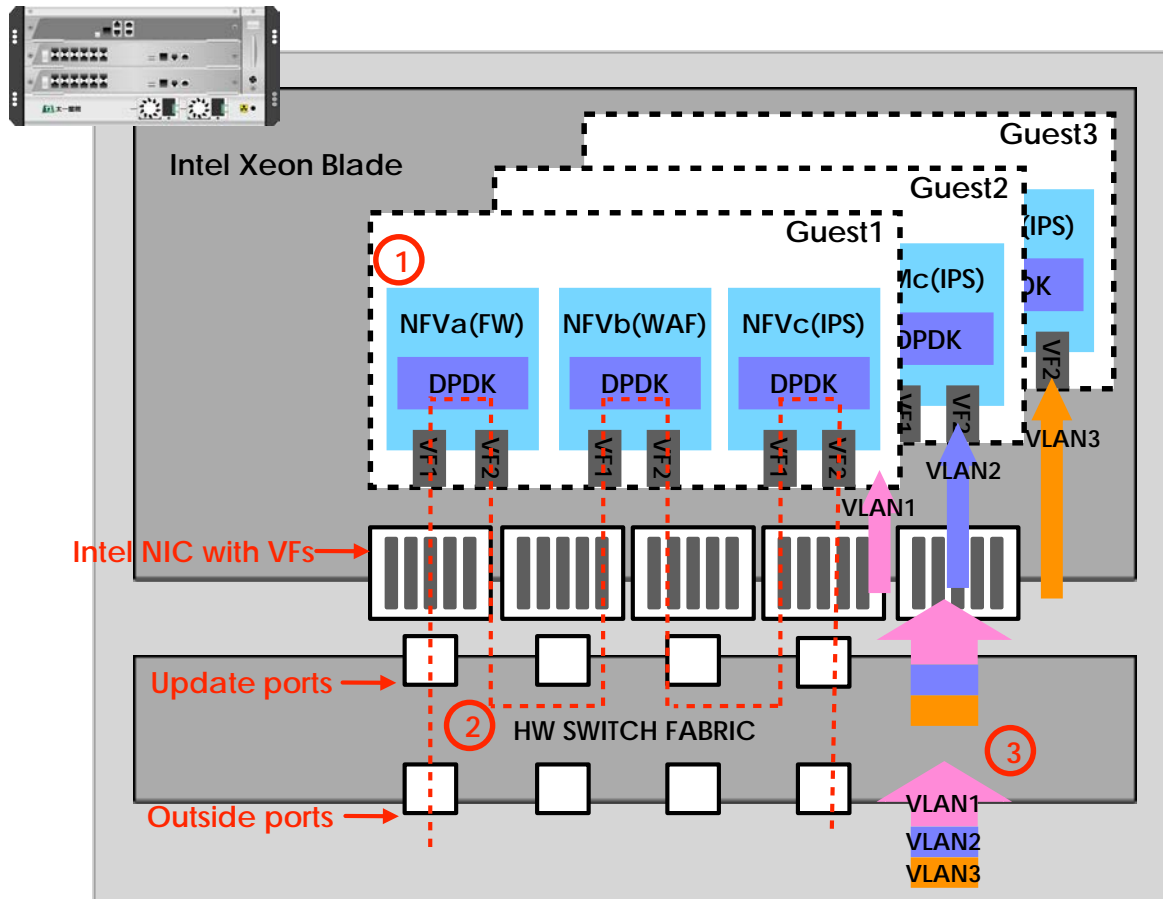 Guest3
Intel Xeon Blade
Guest2
Guest1
1
(IPS)
Mc(IPS)
NFVa(FW)
NFVb(WAF)
NFVc(IPS)
DK
DPDK
DPDK
DPDK
DPDK
VF2
VF1
VF2
VF1
VF2
VF1
VF2
VF1
VF2
VLAN3
VLAN2
VLAN1
Intel NIC with VFs
Update ports
2
HW SWITCH FABRIC
3
Outside ports
VLAN1
VLAN2
VLAN3